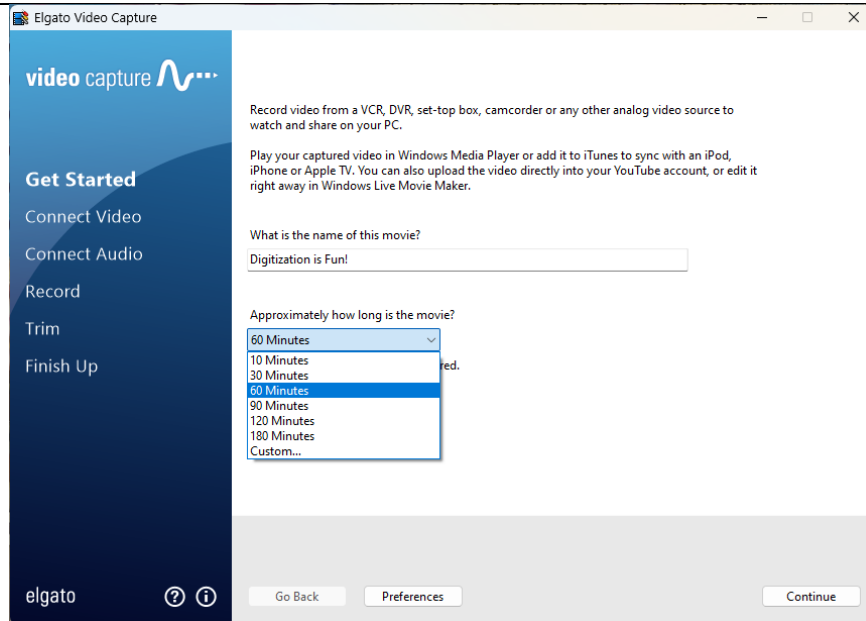 Elgato Video Capture
video capture
Get Started
Connect Video
Connect Audio
Record
Trim
Finish Up
elgato
Record video from a VCR, DVR, set-top box, camcorder or any other analog video source to
watch and share on your PC.
Play your captured video in Windows Media Player or add it to iTunes to sync with an iPod,
iPhone or Apple TV. You can also upload the video directly into your YouTube account, or edit it
right away in Windows Live Movie Maker.
What is the name of this movie?
Digitization is Fun!
Approximately how long is the movie?
60 Minutes
10 Minutes
30 Minutes
60 Minutes
90 Minutes
120 Minutes
180 Minutes
Custom...
Go Back
Preferences
Continue